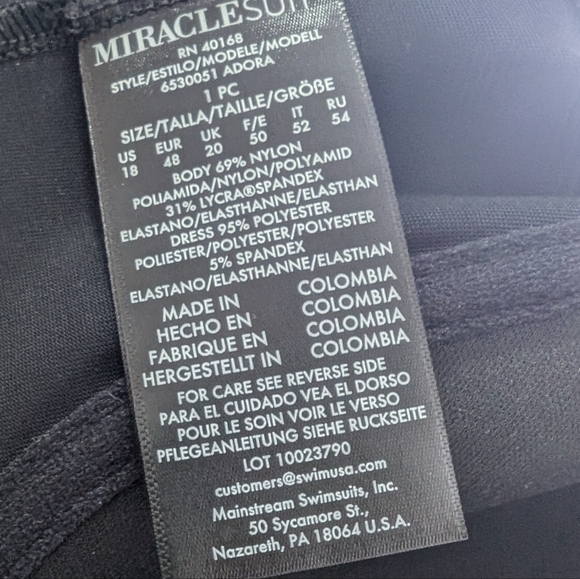 MIRACLESUIT
RN 40168
STYLE/ESTILO/MODELE/MODELL
6530051 ADORA
1 PC
SIZE/TALLA/TAILLE/GRÖßE
US EUR UK F/E IT RU
18 48 20 50 52 54
BODY 69% NYLON
POLIAMIDA/NYLON/POLYAMID
31% LYCRA®SPANDEX
ELASTANO/ELASTHANNE/ELASTHAN
DRESS 95% POLYESTER
POLIESTER/POLYESTER/POLYESTER
5% SPANDEX
ELASTANO/ELASTHANNE/ELASTHAN
MADE IN COLOMBIA
HECHO EN COLOMBIA
FABRIQUE EN COLOMBIA
HERGESTELLT IN COLOMBIA
FOR CARE SEE REVERSE SIDE
PARA EL CUIDADO VEA EL DORSO
POUR LE SOIN VOIR LE VERSO
PFLEGEANLEITUNG SIEHE RUCKSEITE
LOT 10023790
customers@swimusa.com
Mainstream Swimsuits, Inc.
50 Sycamore St.,
Nazareth, PA 18064 U.S.A.